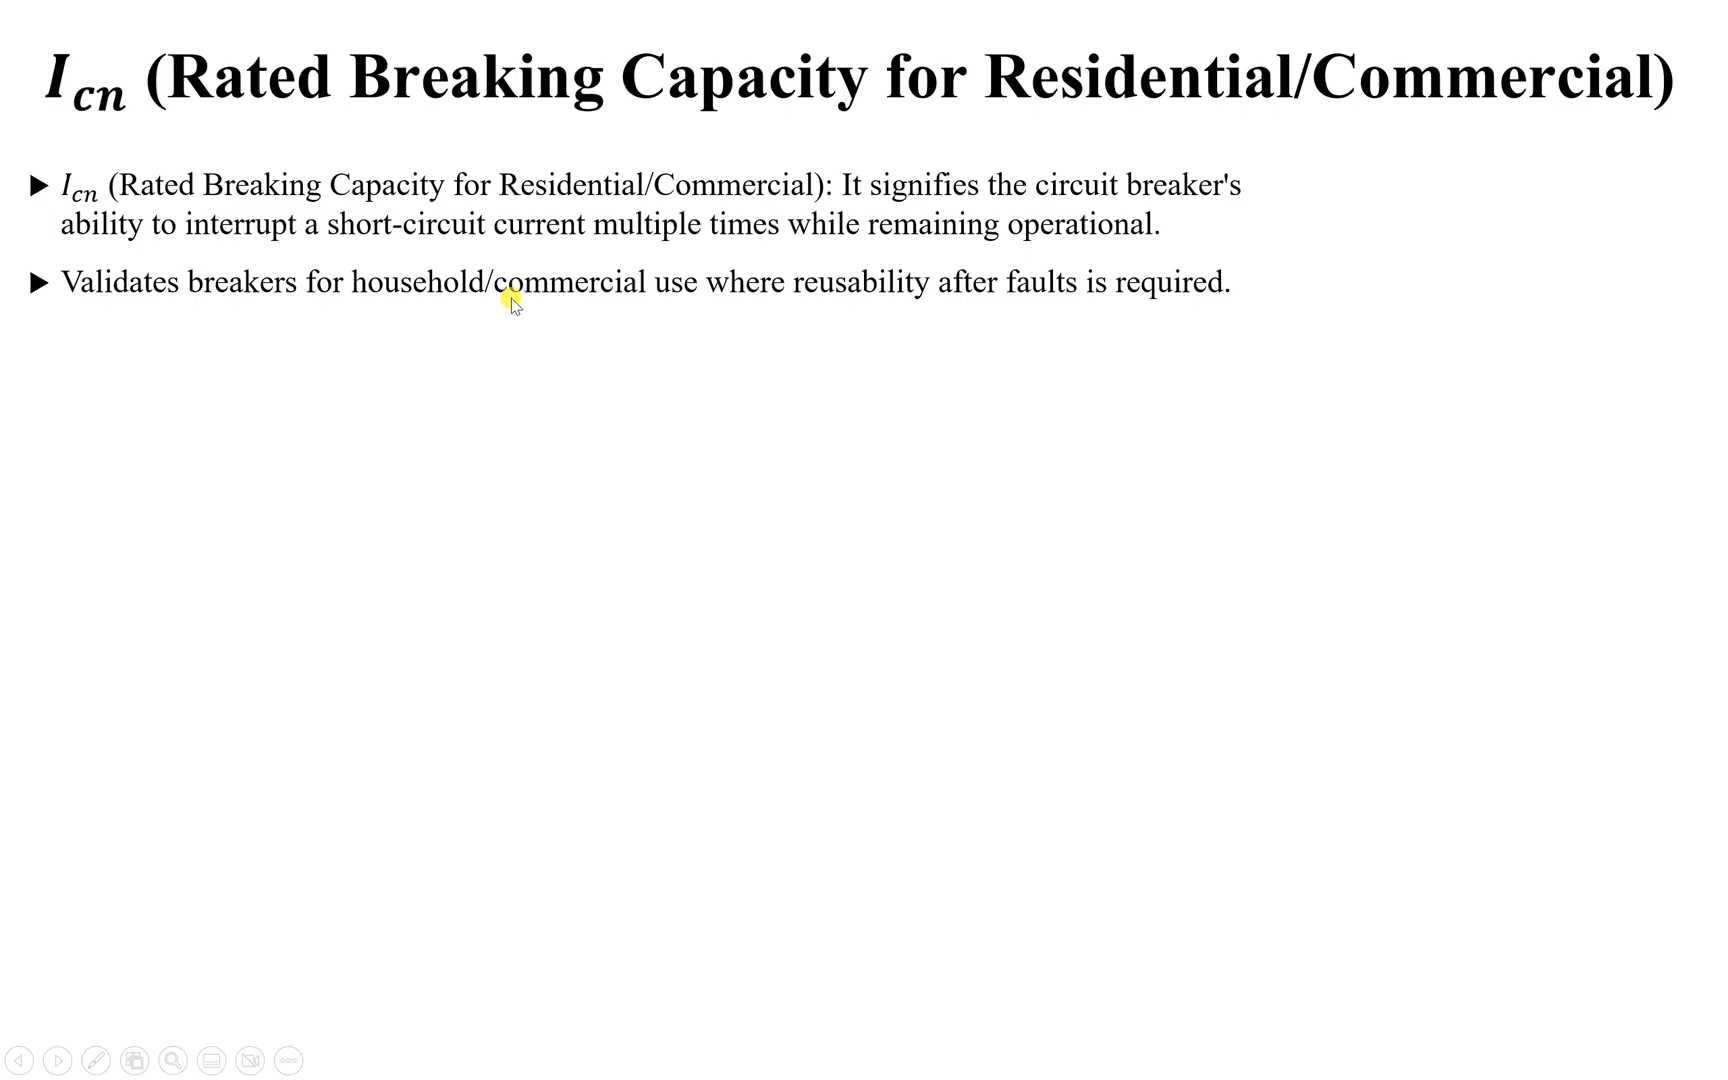 I_cn (Rated Breaking Capacity for Residential/Commercial)
▶ I_cn (Rated Breaking Capacity for Residential/Commercial): It signifies the circuit breaker's
ability to interrupt a short-circuit current multiple times while remaining operational.
▶ Validates breakers for household/commercial use where reusability after faults is required.